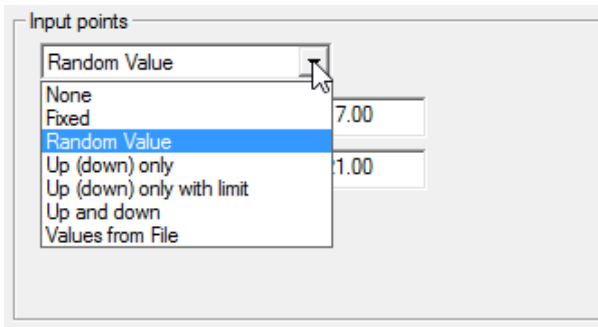 Input points
Random Value
None
Fixed
Random Value
Up (down) only
Up (down) only with limit
Up and down
Values from File
7.00
1.00